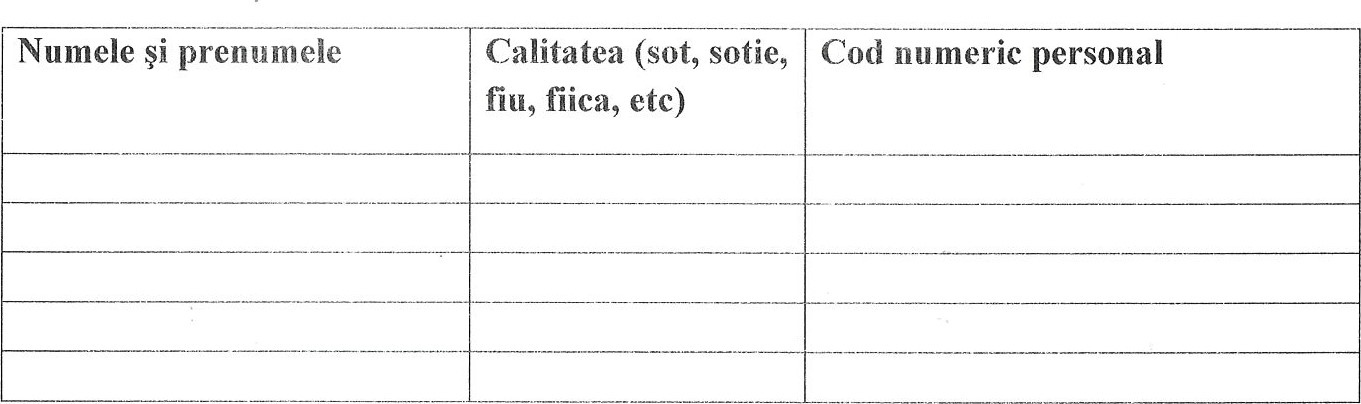 Numele şi prenumele
Calitatea (sot, sotie,
fiu, fiica, etc)
Cod numeric personal